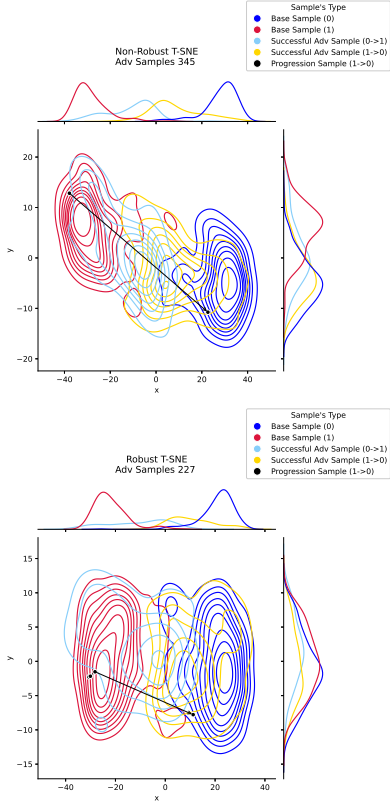 Sample's Type
Base Sample (0)
Base Sample (1)
Successful Adv Sample (0->1)
Successful Adv Sample (1->0)
Progression Sample (1->0)
Non-Robust T-SNE
Adv Samples 345
20
10
0
−10
−20
y
−40 −20 0 20 40
x
Sample's Type
Base Sample (0)
Base Sample (1)
Successful Adv Sample (0->1)
Successful Adv Sample (1->0)
Progression Sample (1->0)
Robust T-SNE
Adv Samples 227
15
10
5
0
−5
−10
−15
y
−40 −20 0 20 40
x